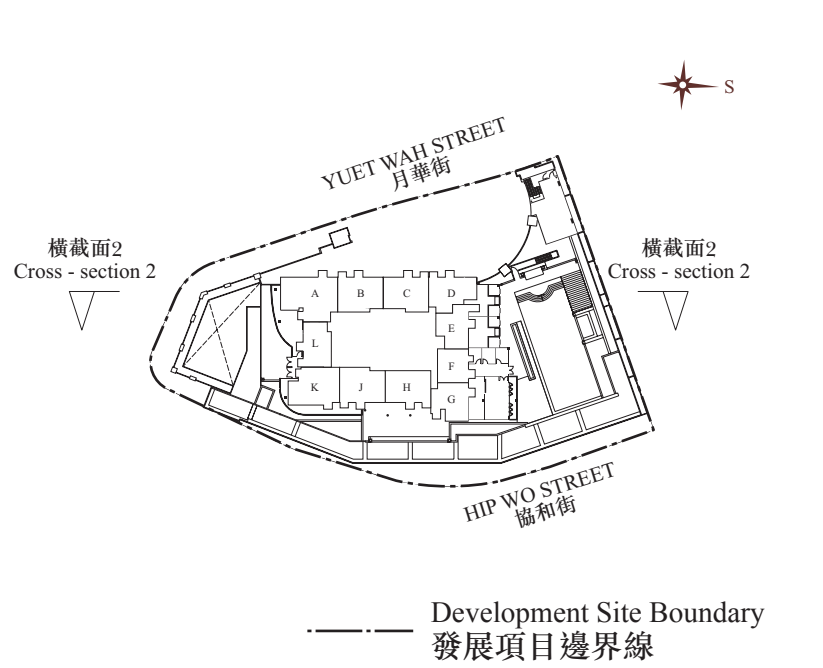 S
YUET WAH STREET
月華街
橫截面2
Cross - section 2
橫截面2
Cross - section 2
A
B
C
D
E
L
F
K
J
H
G
HIP WO STREET
協和街
Development Site Boundary
發展項目邊界線